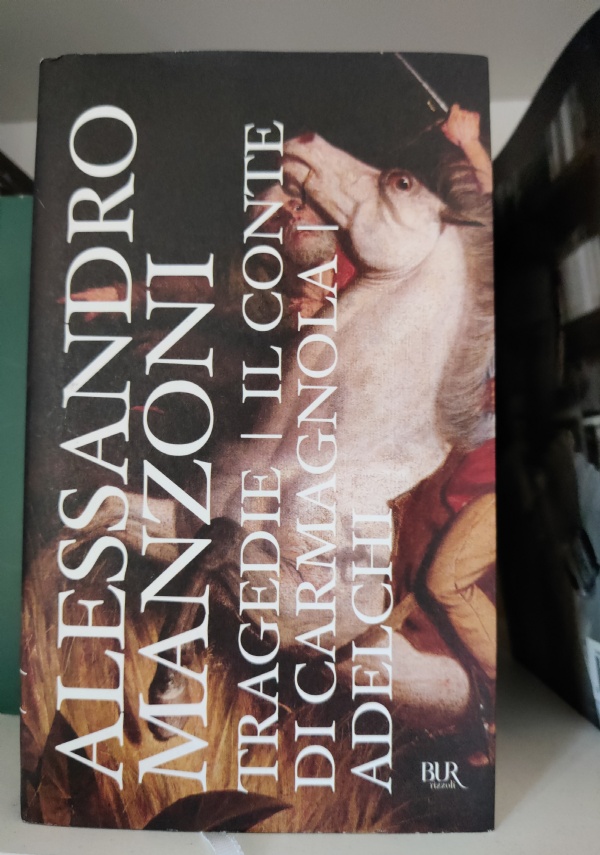 ALESSANDRO
MANZONI
TRAGEDIE | IL CONTE
DI CARMAGNOLA |
ADELCHI
BUR
rizzoli